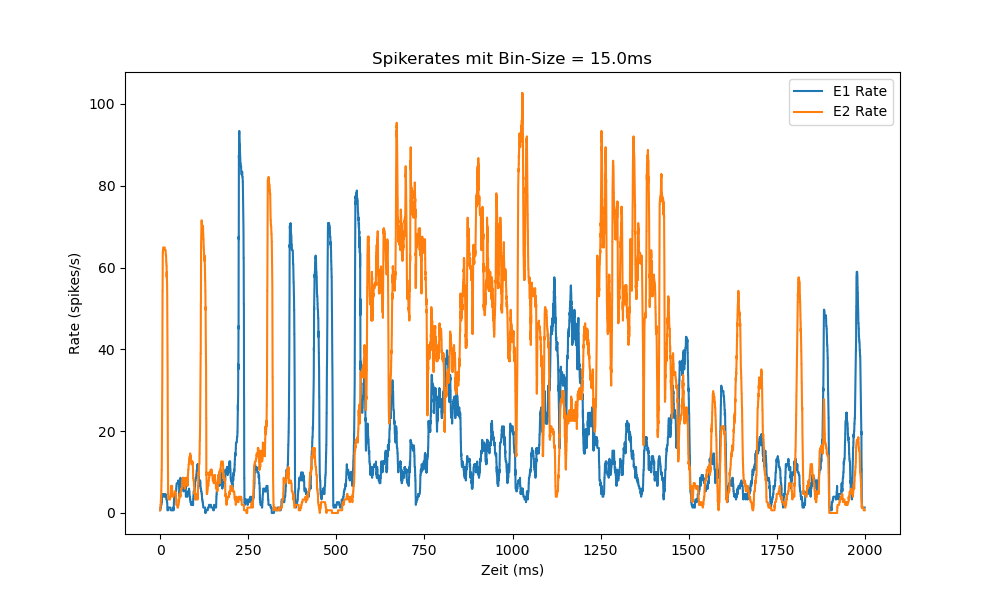 Spikerates mit Bin-Size = 15.0ms
E1 Rate
E2 Rate
100
80
60
40
20
0
Rate (spikes/s)
0 250 500 750 1000 1250 1500 1750 2000
Zeit (ms)